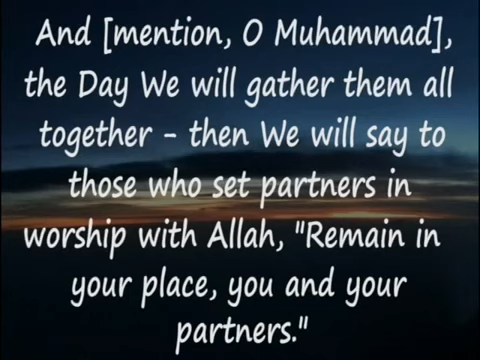 And [mention, O Muhammad],
the Day We will gather them all
together - then We will say to
those who set partners in
worship with Allah, "Remain in
your place, you and your
partners."